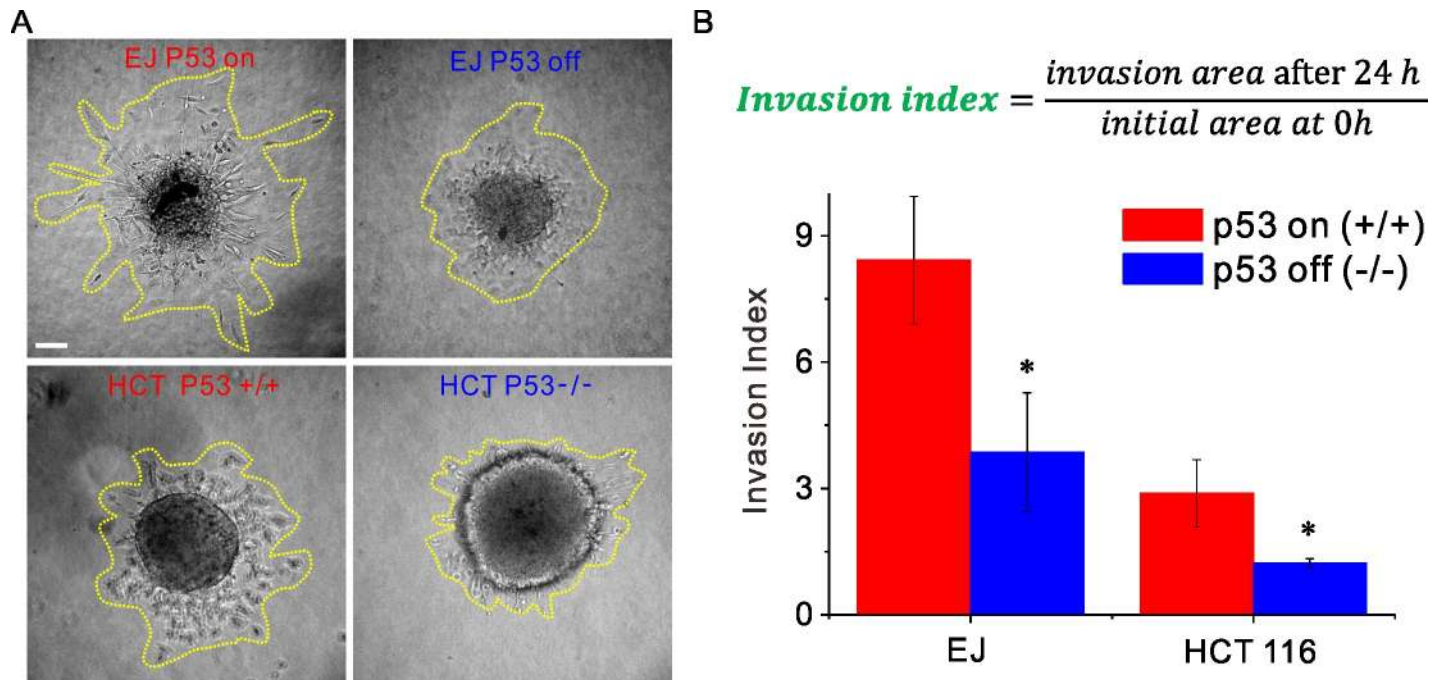 A
EJ P53 on
EJ P53 off
HCT P53 +/+
HCT P53-/-
B
Invasion index = invasion area after 24 h
initial area at 0h
p53 on (+/+)
p53 off (-/-)
Invasion Index
9
6
3
0
*
*
EJ
HCT 116